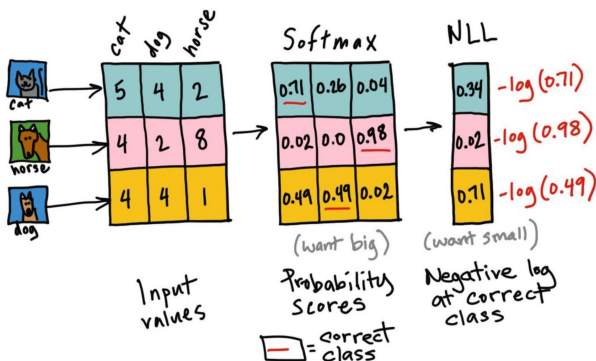 cat dog horse
Softmax
NLL
cat
5 4 2
0.71 0.26 0.04
0.34
-log(0.71)
horse
4 2 8
0.02 0.0 0.98
0.02
-log(0.98)
dog
4 4 1
0.49 0.49 0.02
0.71
-log(0.49)
(want big)
(want small)
Input
values
Probability
scores
Negative log
at correct
class
= correct
class